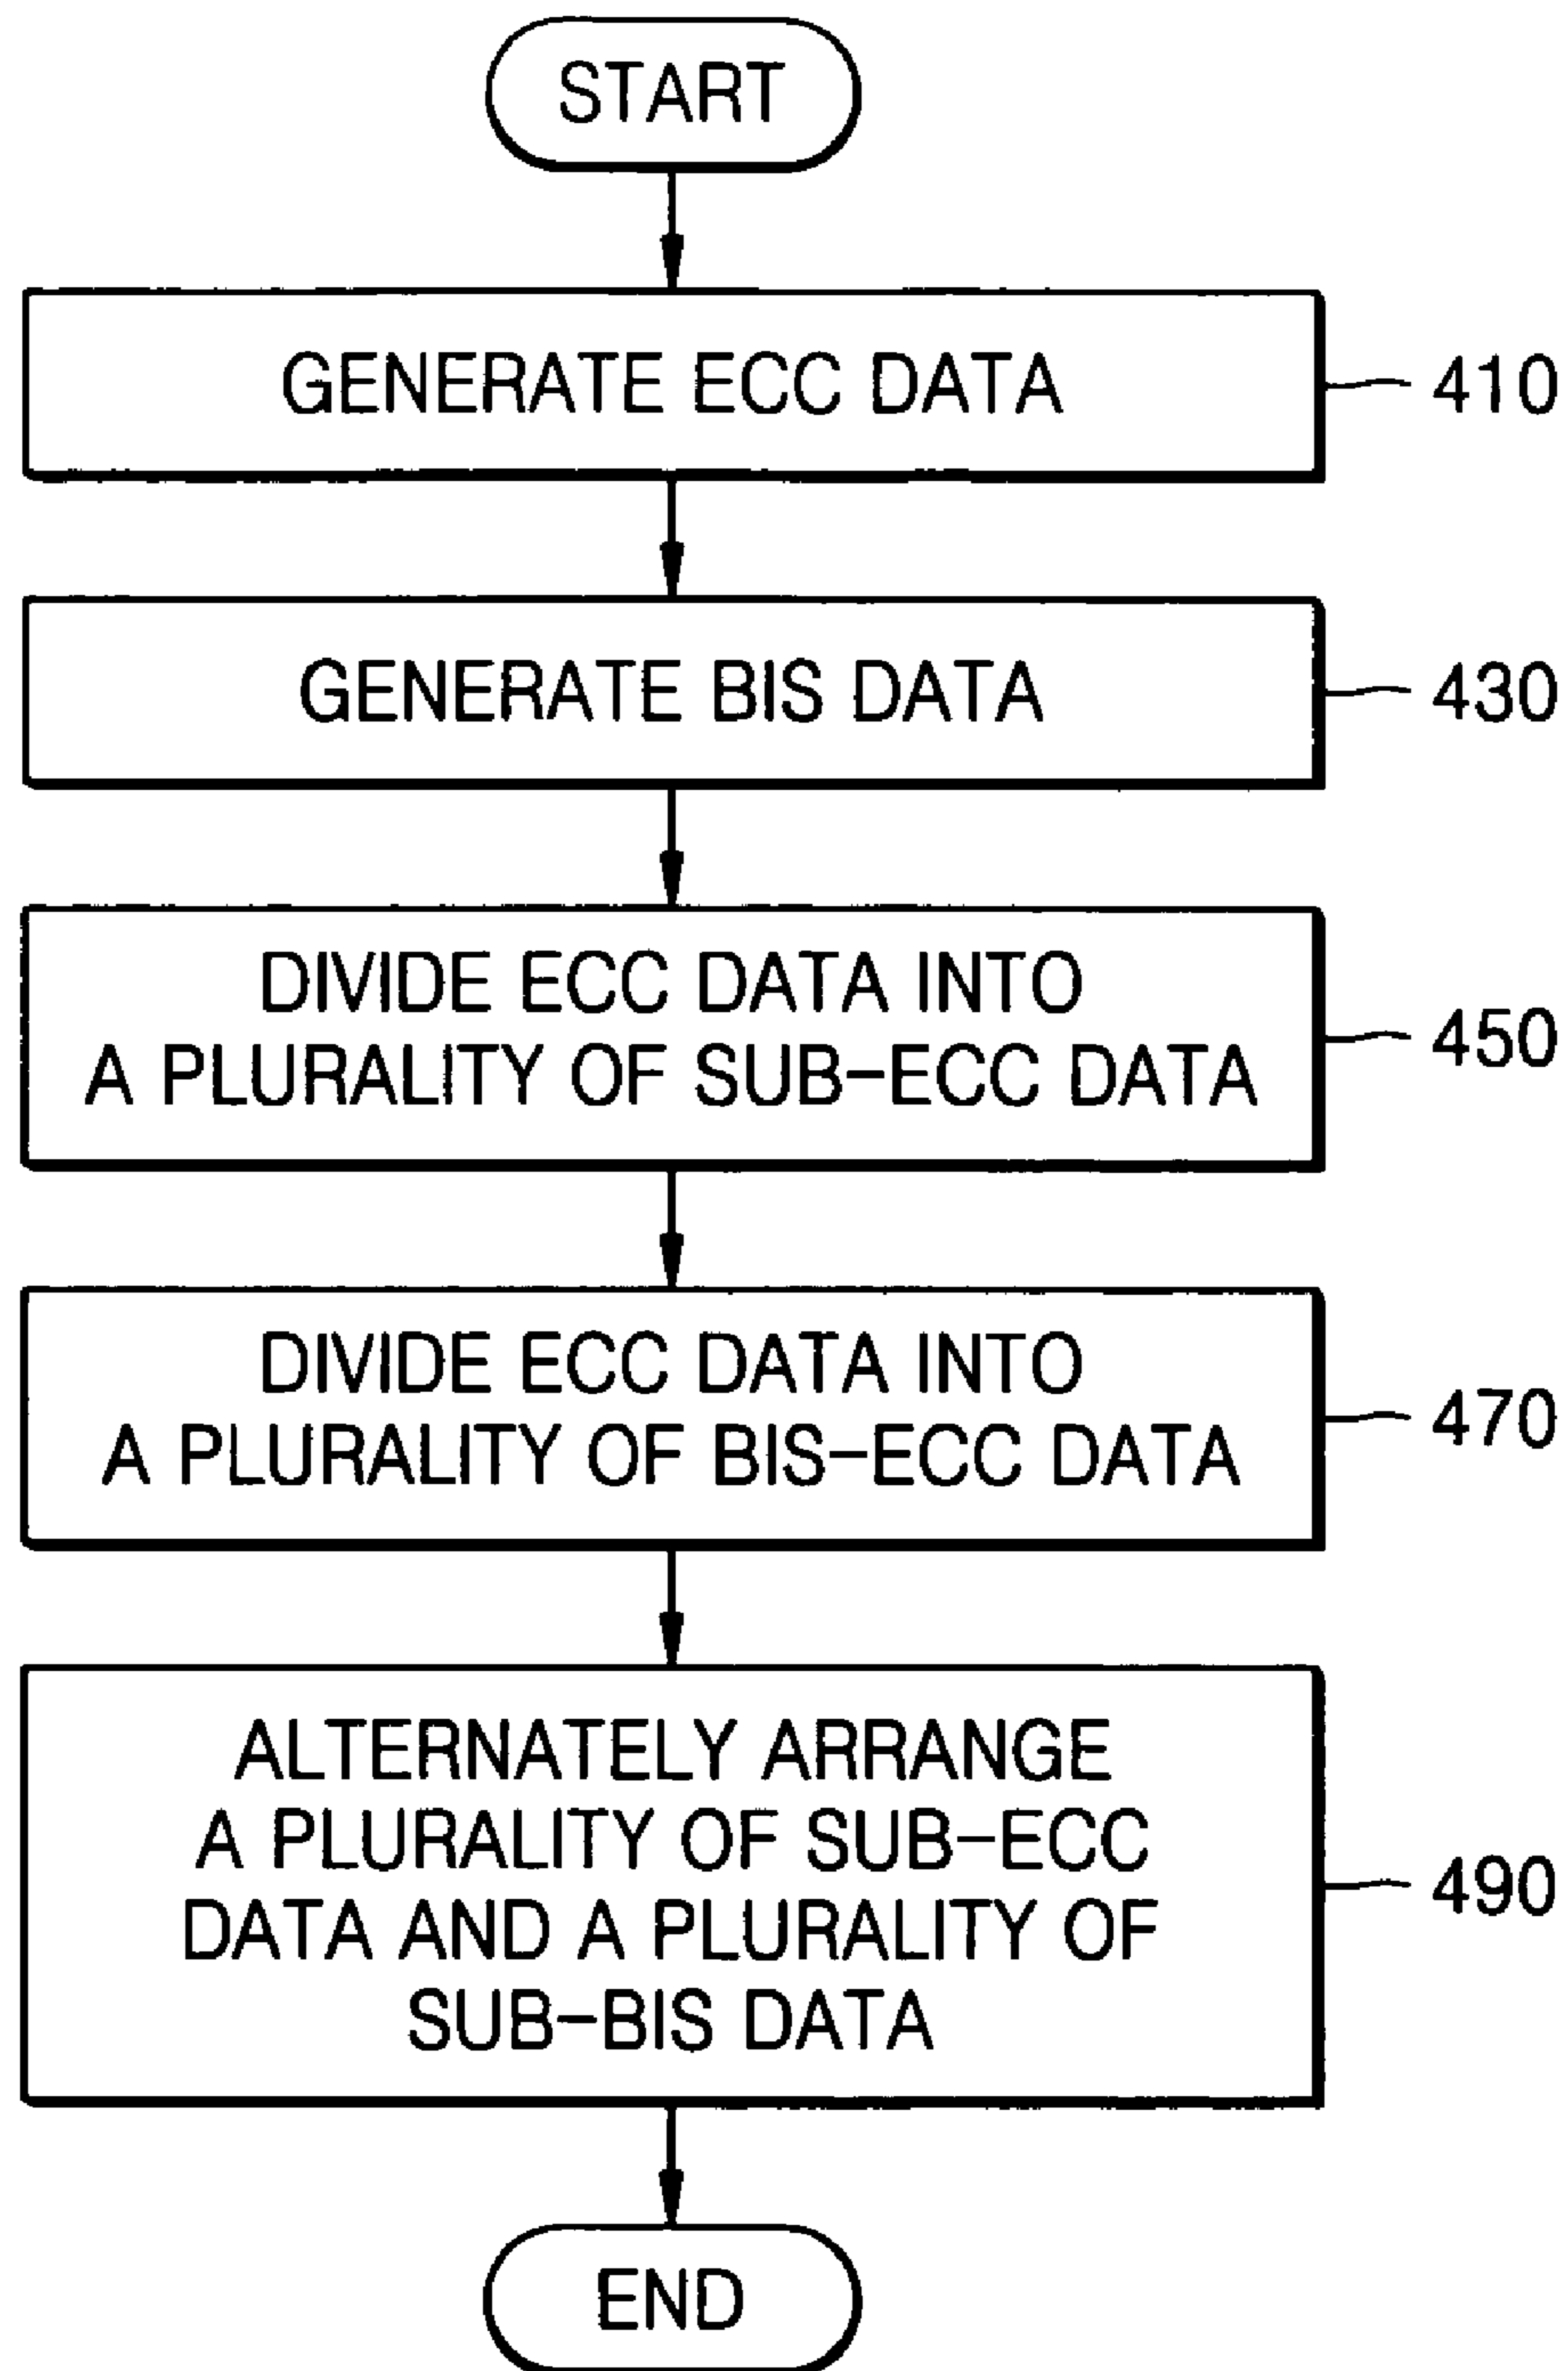 START
GENERATE ECC DATA
410
GENERATE BIS DATA
430
DIVIDE ECC DATA INTO
A PLURALITY OF SUB-ECC DATA
450
DIVIDE ECC DATA INTO
A PLURALITY OF BIS-ECC DATA
470
ALTERNATELY ARRANGE
A PLURALITY OF SUB-ECC
DATA AND A PLURALITY OF
SUB-BIS DATA
490
END